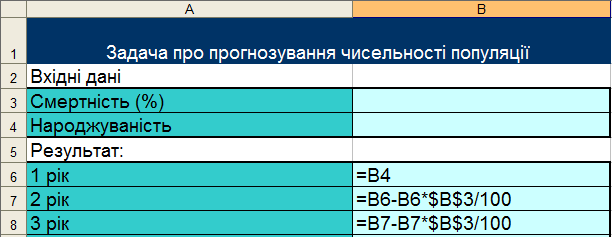 A B
1 Задача про прогнозування чисельності популяції
2 Вхідні дані
3 Смертність (%)
4 Народжуваність
5 Результат:
6 1 рік =B4
7 2 рік =B6-B6*$B$3/100
8 3 рік =B7-B7*$B$3/100